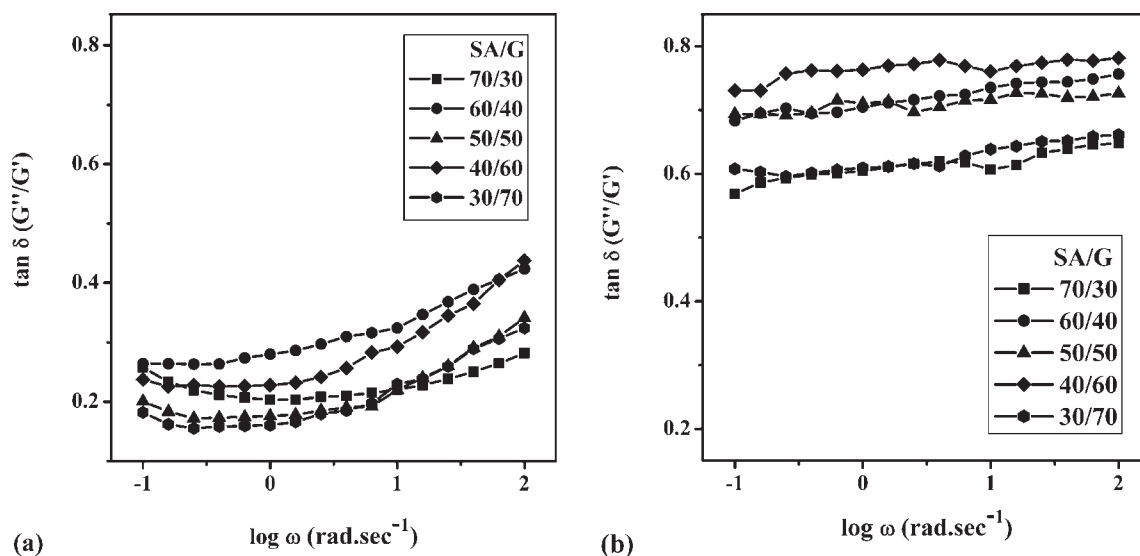 0.8
0.6
0.4
0.2
tan δ (G''/G')
SA/G
70/30
60/40
50/50
40/60
30/70
-1 0 1 2
log ω (rad.sec⁻¹)
(a)
0.8
0.6
0.4
0.2
tan δ (G''/G')
SA/G
70/30
60/40
50/50
40/60
30/70
-1 0 1 2
log ω (rad.sec⁻¹)
(b)